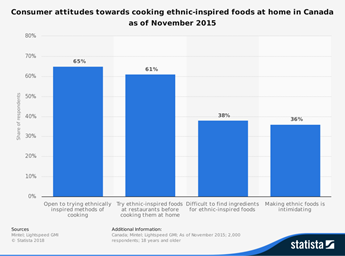 Consumer attitudes towards cooking ethnic-inspired foods at home in Canada
as of November 2015
80%
70%
60%
50%
40%
30%
20%
10%
0%
Share of respondents
65%
61%
38%
36%
Open to trying ethnically
inspired methods of
cooking
Try ethnic-inspired foods
at restaurants before
cooking them at home
Difficult to find ingredients
for ethnic-inspired foods
Making ethnic foods is
intimidating
Sources
Mintel; Lightspeed GMI
© Statista 2018
Additional Information:
Canada; Mintel; Lightspeed GMI; As of November 2015; 2,000
respondents; 18 years and older
statista